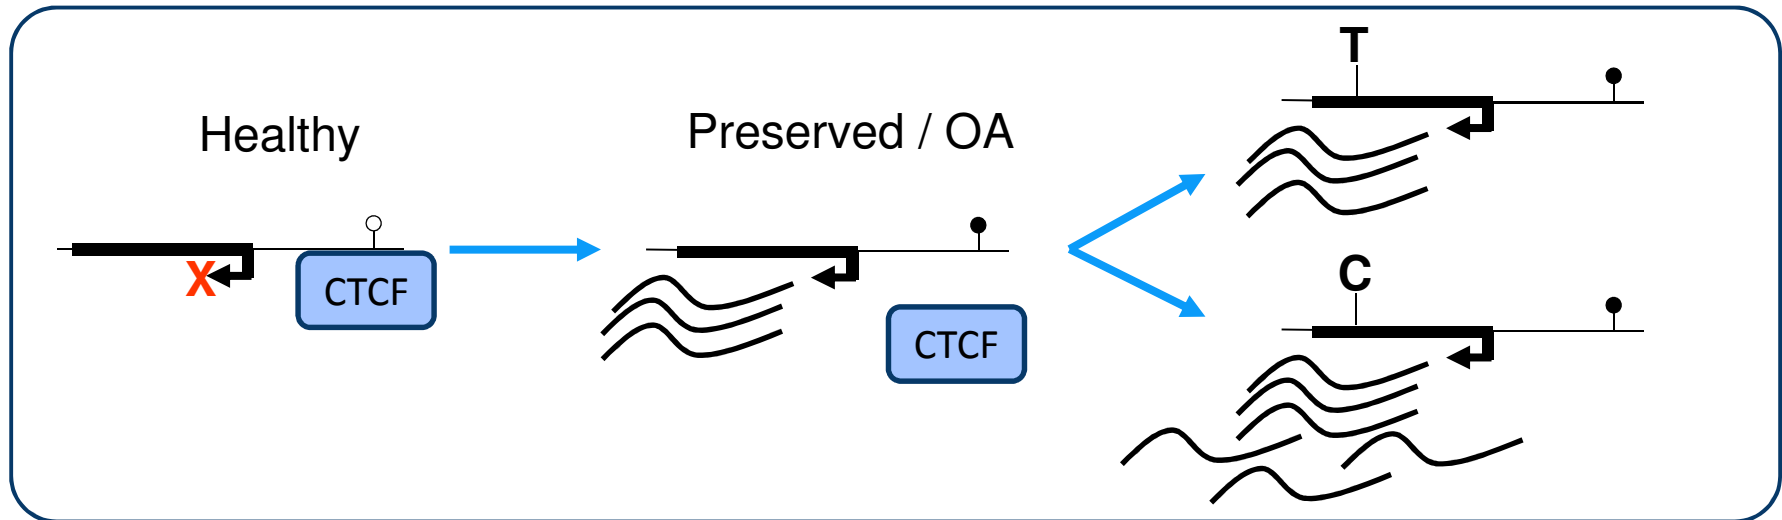 Healthy
X
CTCF
Preserved / OA
CTCF
T
C